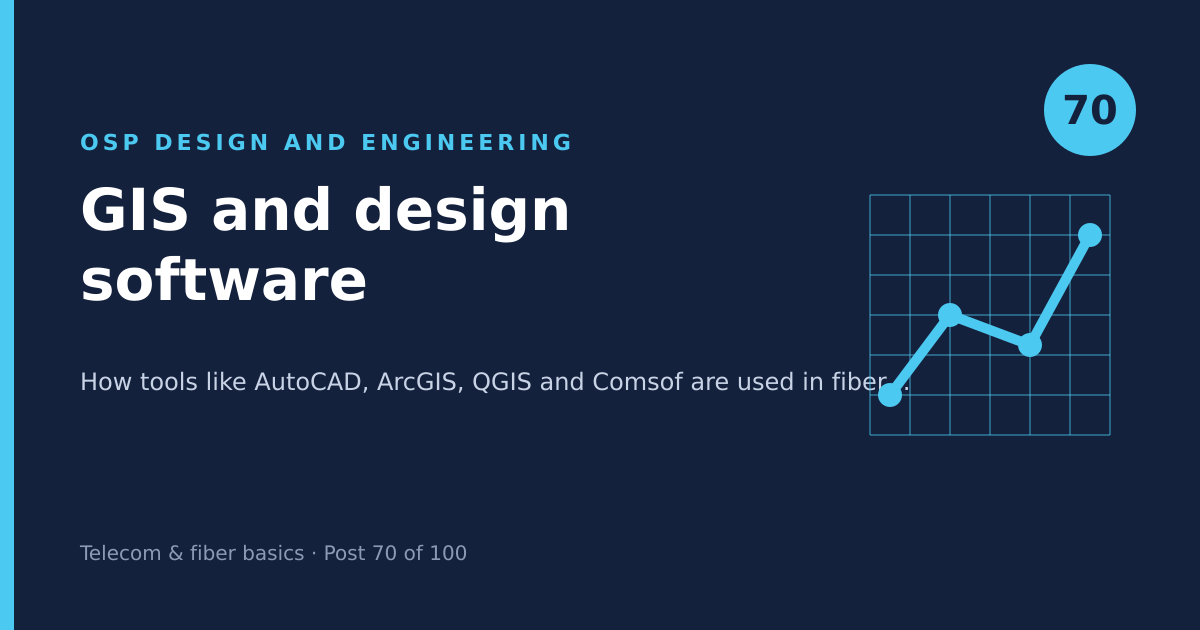 70
OSP DESIGN AND ENGINEERING
GIS and design
software
How tools like AutoCAD, ArcGIS, QGIS and Comsof are used in fiber...
Telecom & fiber basics · Post 70 of 100